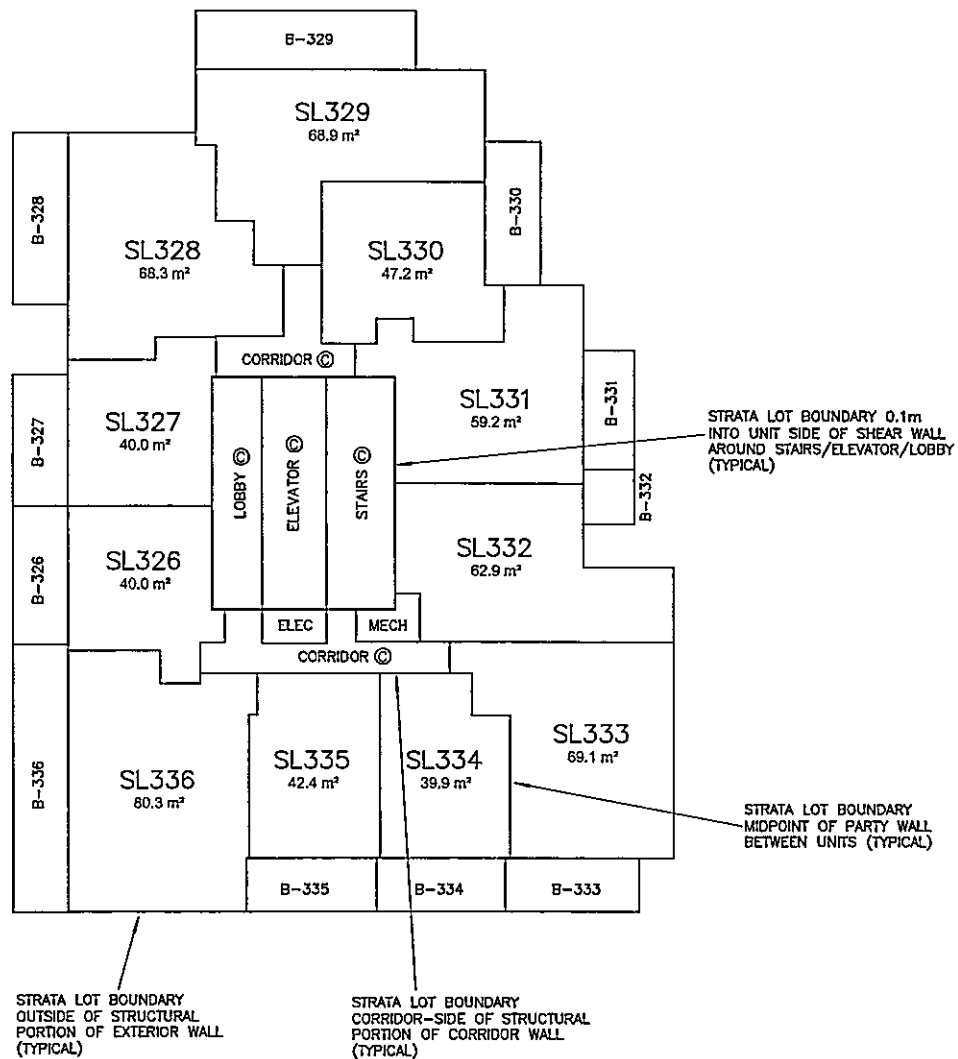 B-329
SL329
68.9 m²
B-328
B-330
SL328
68.3 m²
SL330
47.2 m²
CORRIDOR ©
B-327
SL327
40.0 m²
LOBBY ©
ELEVATOR ©
STAIRS ©
SL331
59.2 m²
B-331
B-332
STRATA LOT BOUNDARY 0.1m
INTO UNIT SIDE OF SHEAR WALL
AROUND STAIRS/ELEVATOR/LOBBY
(TYPICAL)
B-326
SL326
40.0 m²
SL332
62.9 m²
ELEC
MECH
CORRIDOR ©
B-336
SL336
80.3 m²
SL335
42.4 m²
SL334
39.9 m²
SL333
69.1 m²
STRATA LOT BOUNDARY
MIDPOINT OF PARTY WALL
BETWEEN UNITS (TYPICAL)
B-335
B-334
B-333
STRATA LOT BOUNDARY
OUTSIDE OF STRUCTURAL
PORTION OF EXTERIOR WALL
(TYPICAL)
STRATA LOT BOUNDARY
CORRIDOR-SIDE OF STRUCTURAL
PORTION OF CORRIDOR WALL
(TYPICAL)